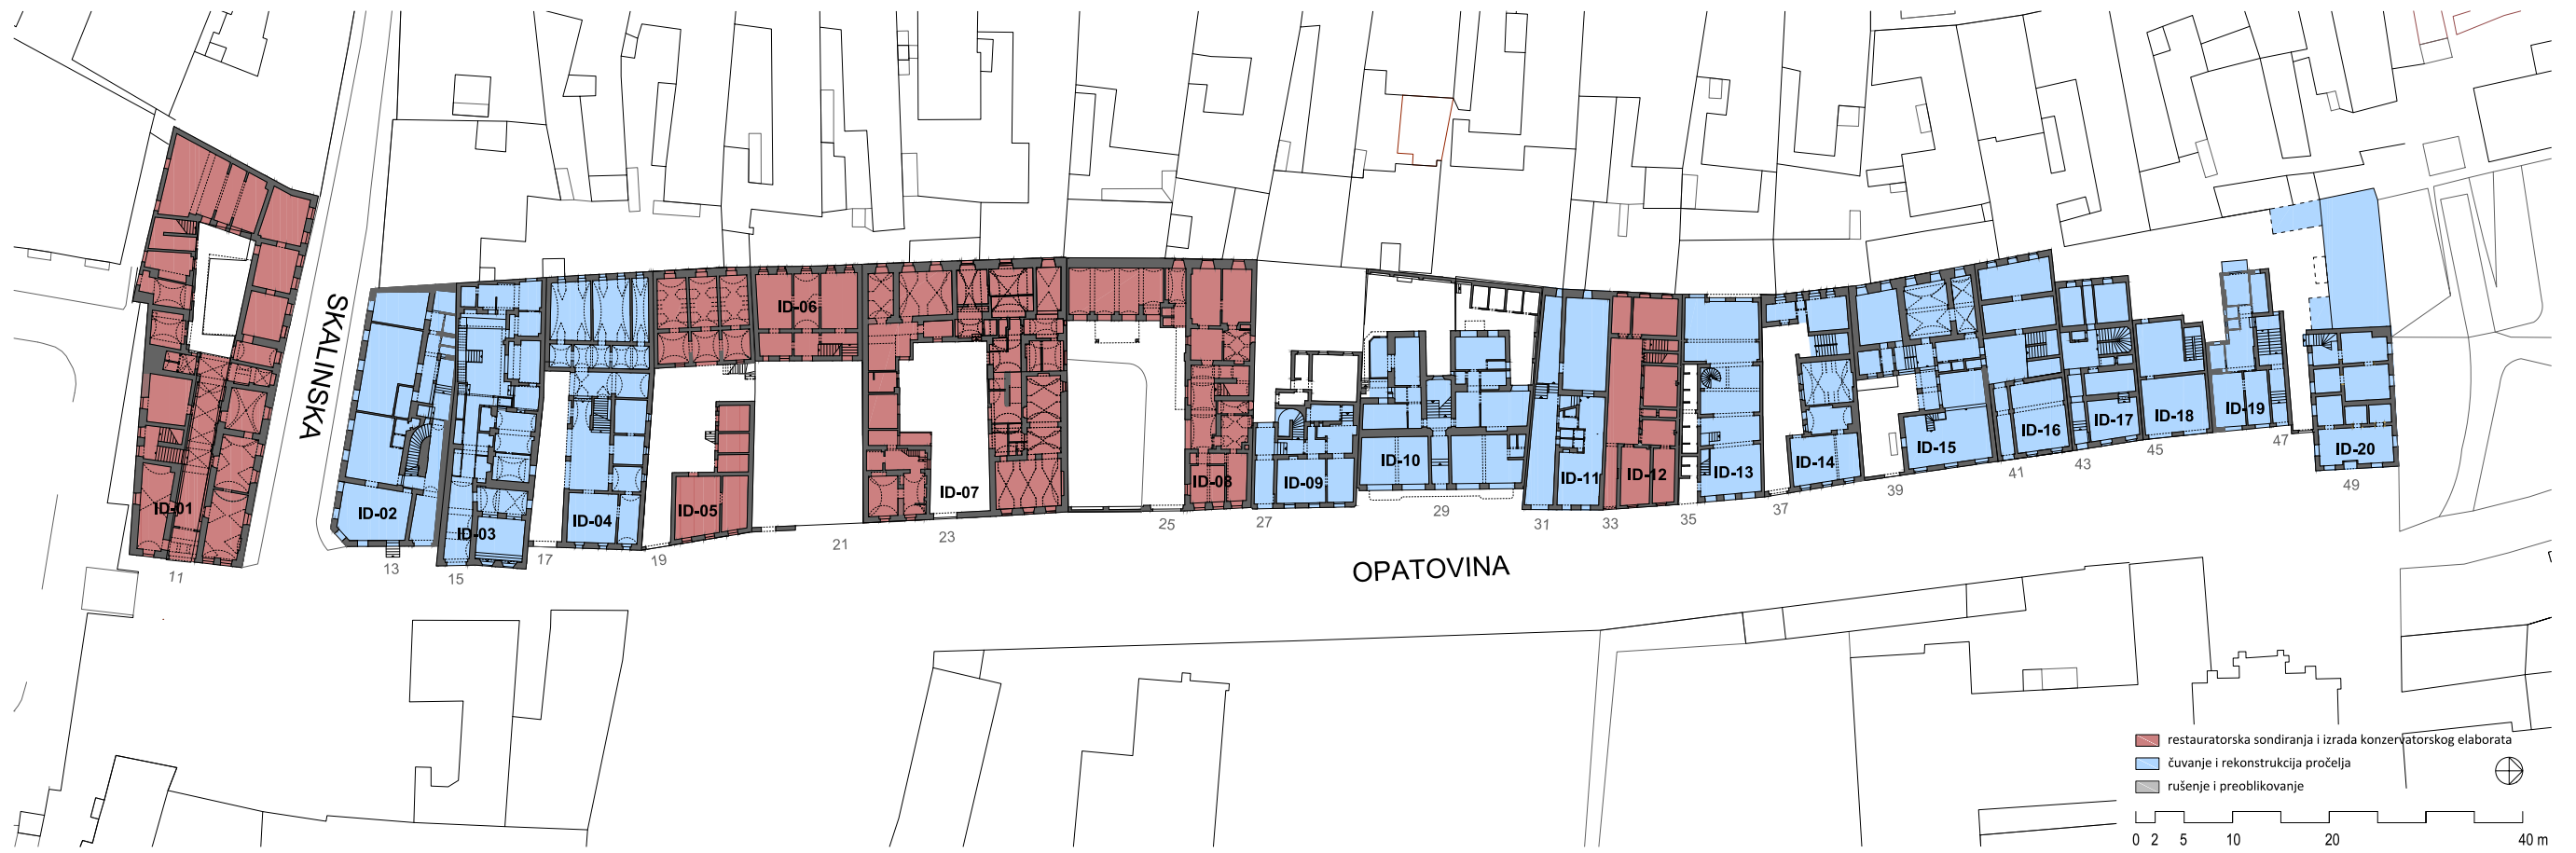 SKALINSKA
OPATOVINA
ID-01
ID-02
ID-03
ID-04
ID-05
ID-06
ID-07
ID-08
ID-09
ID-10
ID-11
ID-12
ID-13
ID-14
ID-15
ID-16
ID-17
ID-18
ID-19
ID-20
11
13
15
17
19
21
23
25
27
29
31
33
35
37
39
41
43
45
47
49
restauratorska sondiranja i izrada konzervatorskog elaborata
čuvanje i rekonstrukcija pročelja
rušenje i preoblikovanje
0 2 5 10 20 40 m